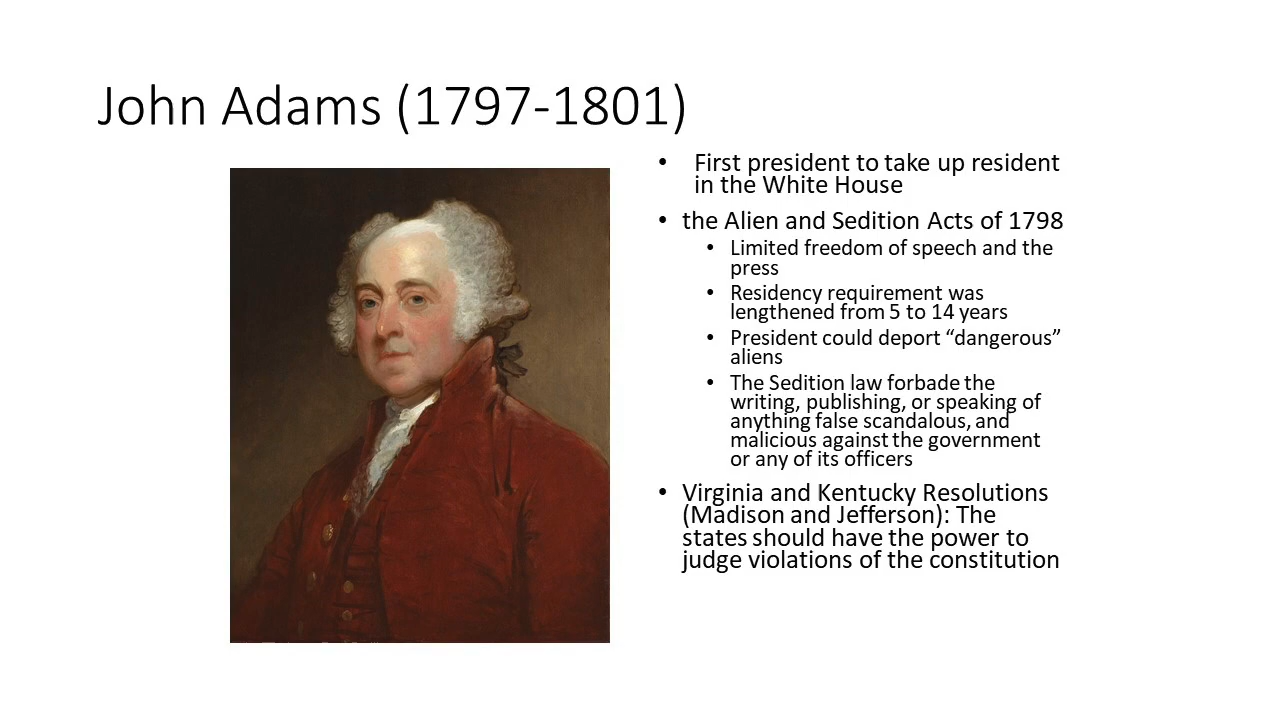 John Adams (1797-1801)
• First president to take up resident
in the White House
• the Alien and Sedition Acts of 1798
• Limited freedom of speech and the
press
• Residency requirement was
lengthened from 5 to 14 years
• President could deport “dangerous”
aliens
• The Sedition law forbade the
writing, publishing, or speaking of
anything false scandalous, and
malicious against the government
or any of its officers
• Virginia and Kentucky Resolutions
(Madison and Jefferson): The
states should have the power to
judge violations of the constitution